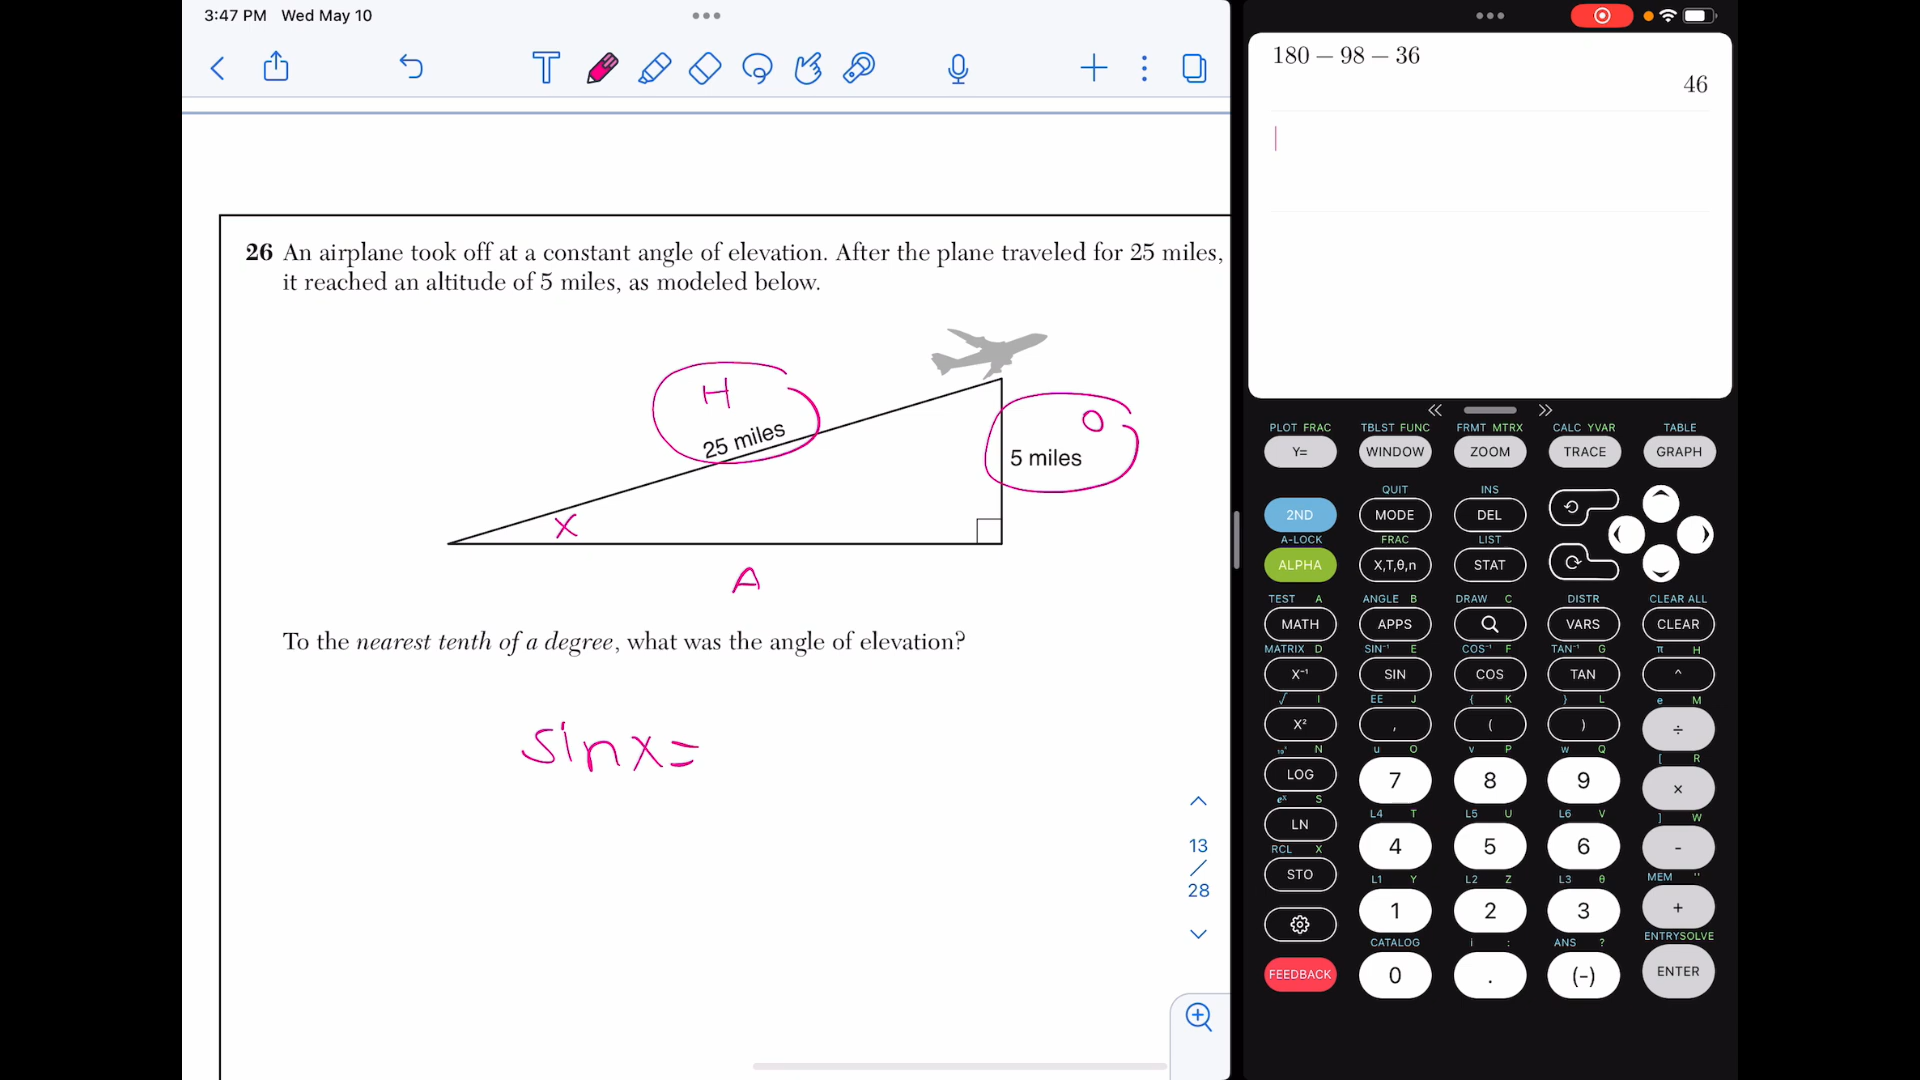 3:47 PM Wed May 10
T
180 – 98 – 36
46
26 An airplane took off at a constant angle of elevation. After the plane traveled for 25 miles,
it reached an altitude of 5 miles, as modeled below.
H
25 miles
O
5 miles
x
A
To the nearest tenth of a degree, what was the angle of elevation?
sin x =
13
/
28
PLOT FRAC TBLST FUNC FRMT MTRX CALC YVAR TABLE
Y= WINDOW ZOOM TRACE GRAPH
QUIT INS
2ND MODE DEL
A-LOCK FRAC LIST
ALPHA X,T,θ,n STAT
TEST A ANGLE B DRAW C DISTR CLEAR ALL
MATH APPS VARS CLEAR
MATRIX D SIN⁻¹ E COS⁻¹ F TAN⁻¹ G π H
X⁻¹ SIN COS TAN ^
√ I EE J { K } L e M
X² , ( ) ÷
10ˣ N u O v P w Q [ R
LOG 7 8 9 ×
eˣ S L4 T L5 U L6 V ] W
LN 4 5 6 -
RCL X L1 Y L2 Z L3 θ MEM "
STO 1 2 3 +
CATALOG i : ANS ? ENTRY SOLVE
FEEDBACK 0 . (-) ENTER